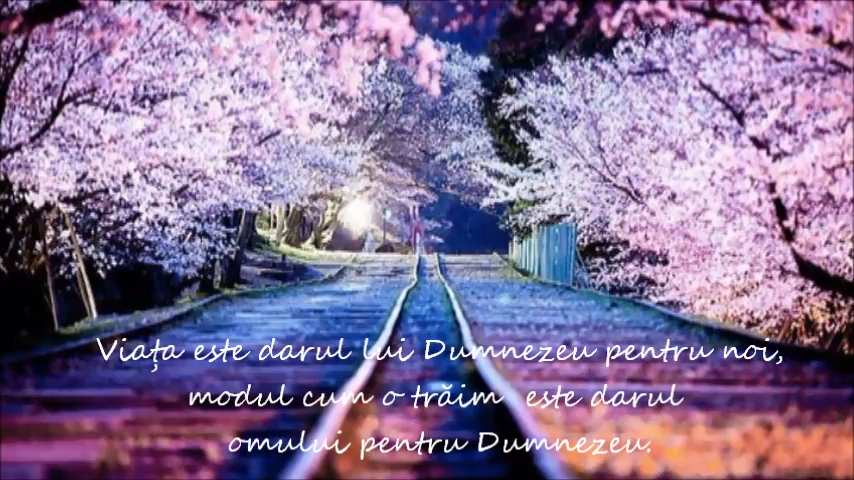 Viața este darul lui Dumnezeu pentru noi,
modul cum o trăim este darul
omului pentru Dumnezeu.